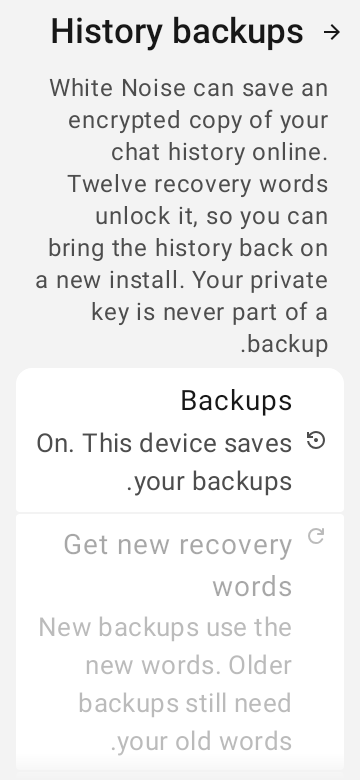 History backups
White Noise can save an
encrypted copy of your
chat history online.
Twelve recovery words
unlock it, so you can
bring the history back on
a new install. Your private
key is never part of a
.backup
Backups
On. This device saves
.your backups
Get new recovery
words
New backups use the
new words. Older
backups still need
.your old words